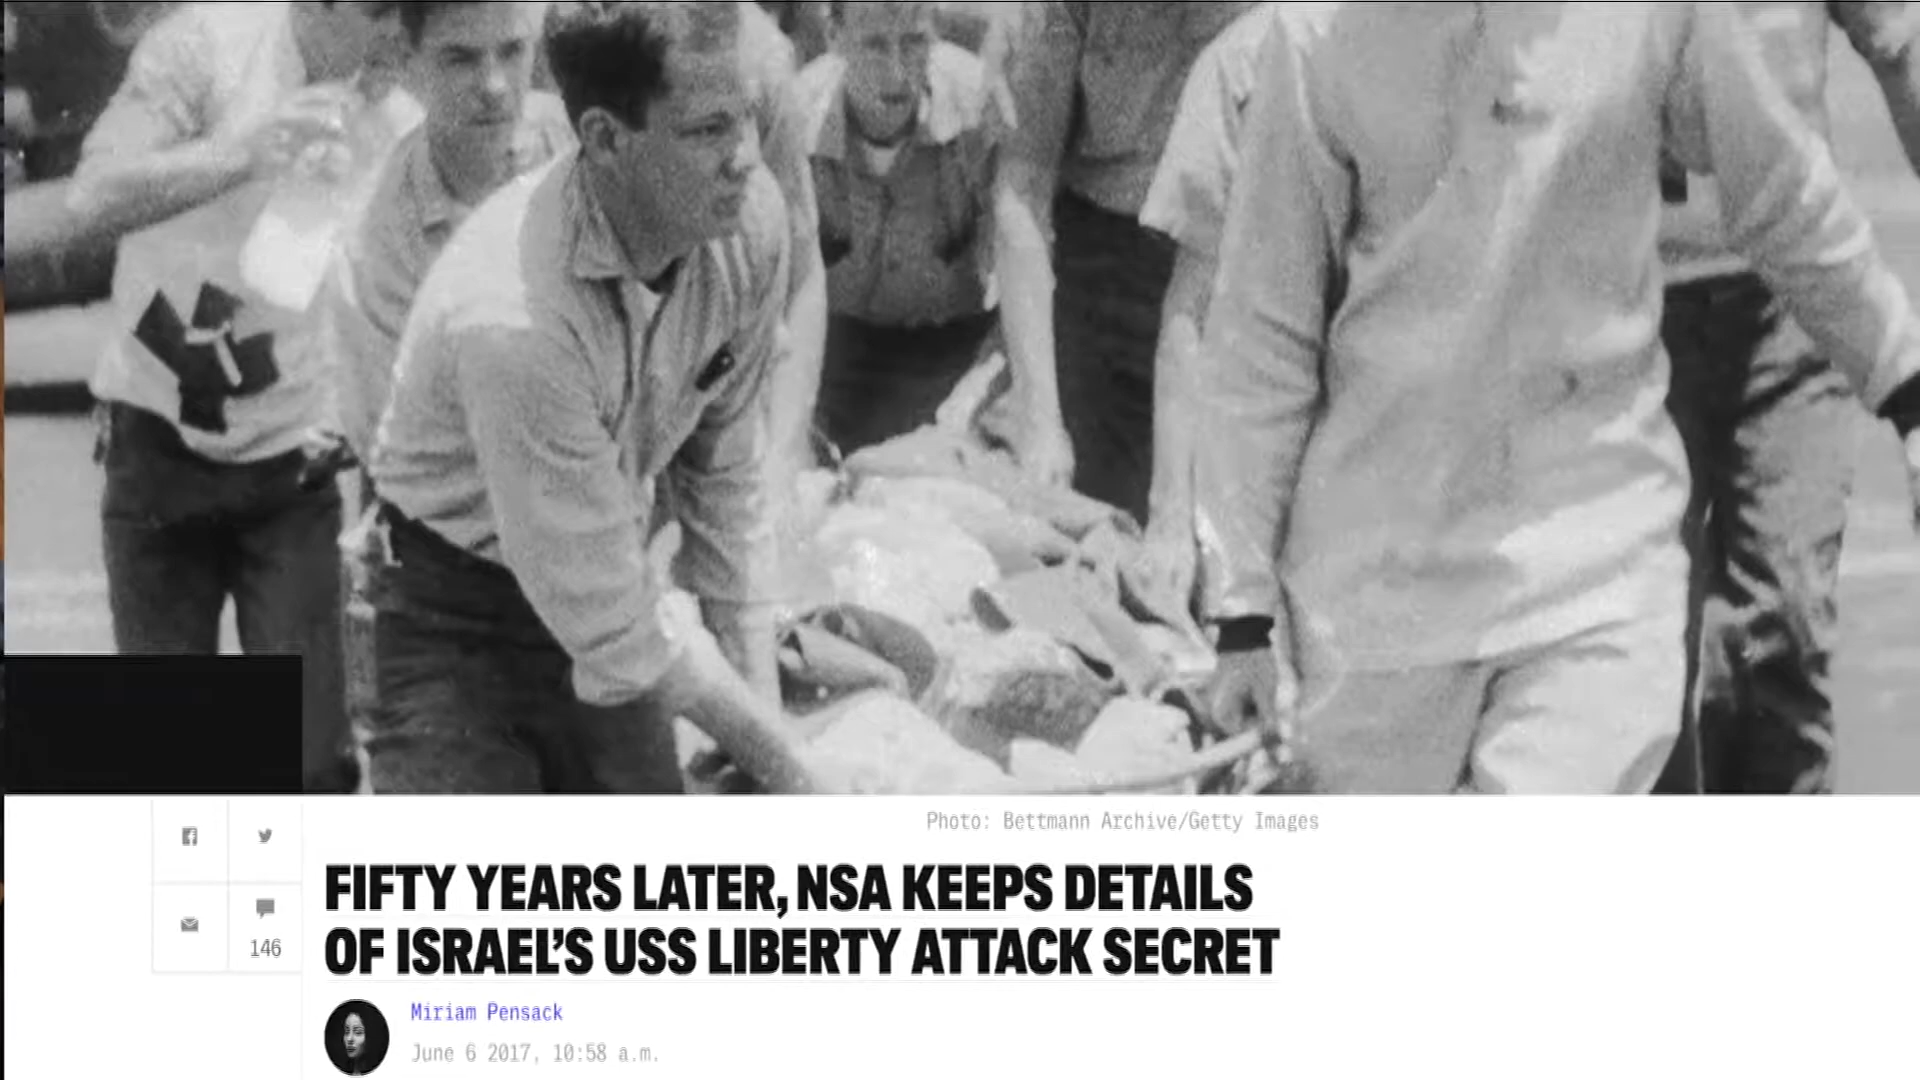 Photo: Bettmann Archive/Getty Images
FIFTY YEARS LATER, NSA KEEPS DETAILS
OF ISRAEL’S USS LIBERTY ATTACK SECRET
146
Miriam Pensack
June 6 2017, 10:58 a.m.